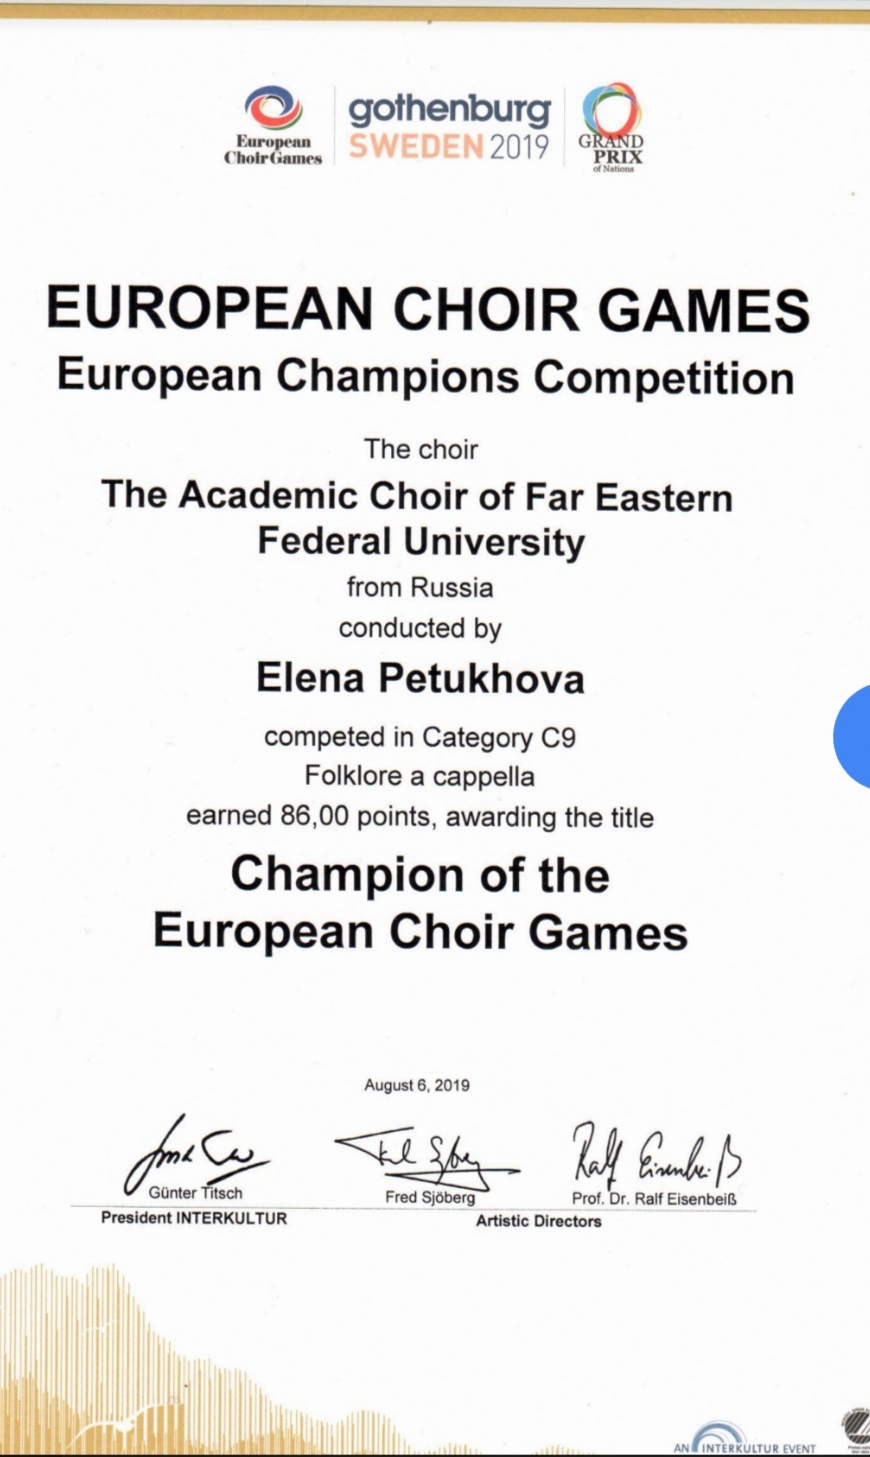 European
Choir Games
gothenburg
SWEDEN 2019
GRAND
PRIX
of Nations
EUROPEAN CHOIR GAMES
European Champions Competition
The choir
The Academic Choir of Far Eastern
Federal University
from Russia
conducted by
Elena Petukhova
competed in Category C9
Folklore a cappella
earned 86,00 points, awarding the title
Champion of the
European Choir Games
August 6, 2019
Günter Titsch
Fred Sjöberg
Prof. Dr. Ralf Eisenbeiß
President INTERKULTUR
Artistic Directors
AN INTERKULTUR EVENT